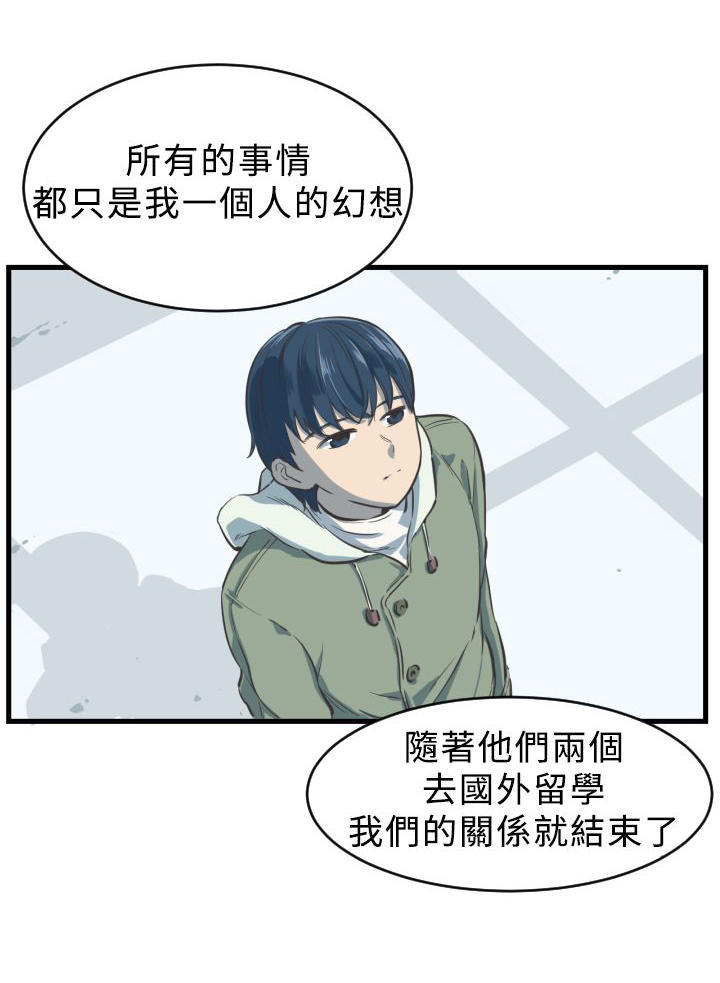 所有的事情
都只是我一個人的幻想
隨著他們兩個
去國外留學
我們的關係就結束了